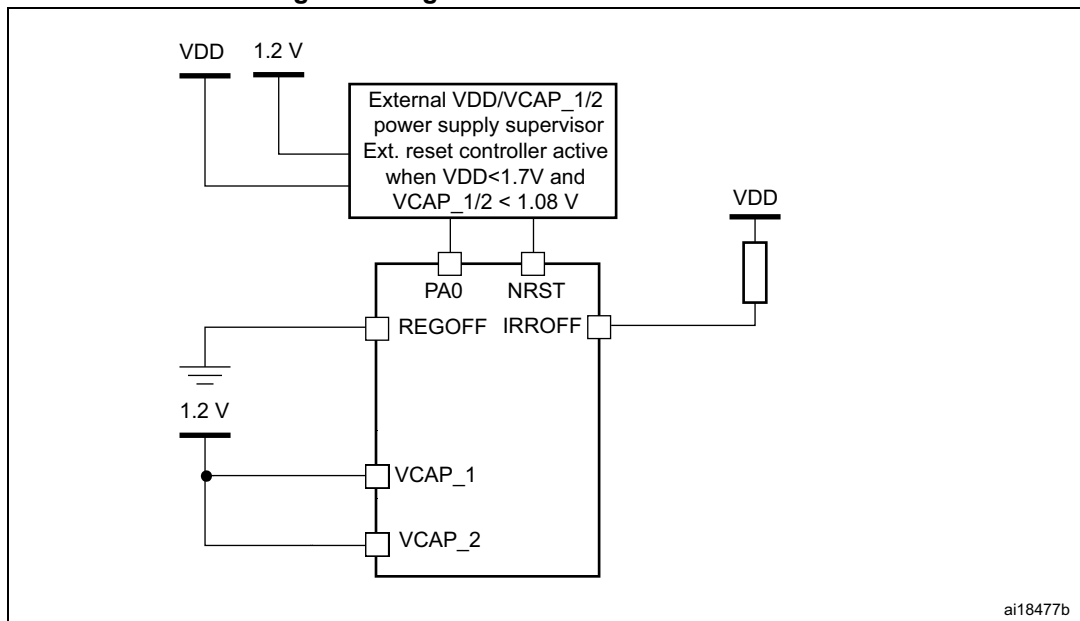 VDD
1.2 V
External VDD/VCAP_1/2
power supply supervisor
Ext. reset controller active
when VDD<1.7V and
VCAP_1/2 < 1.08 V
VDD
PA0
NRST
REGOFF
IRROFF
1.2 V
VCAP_1
VCAP_2
ai18477b